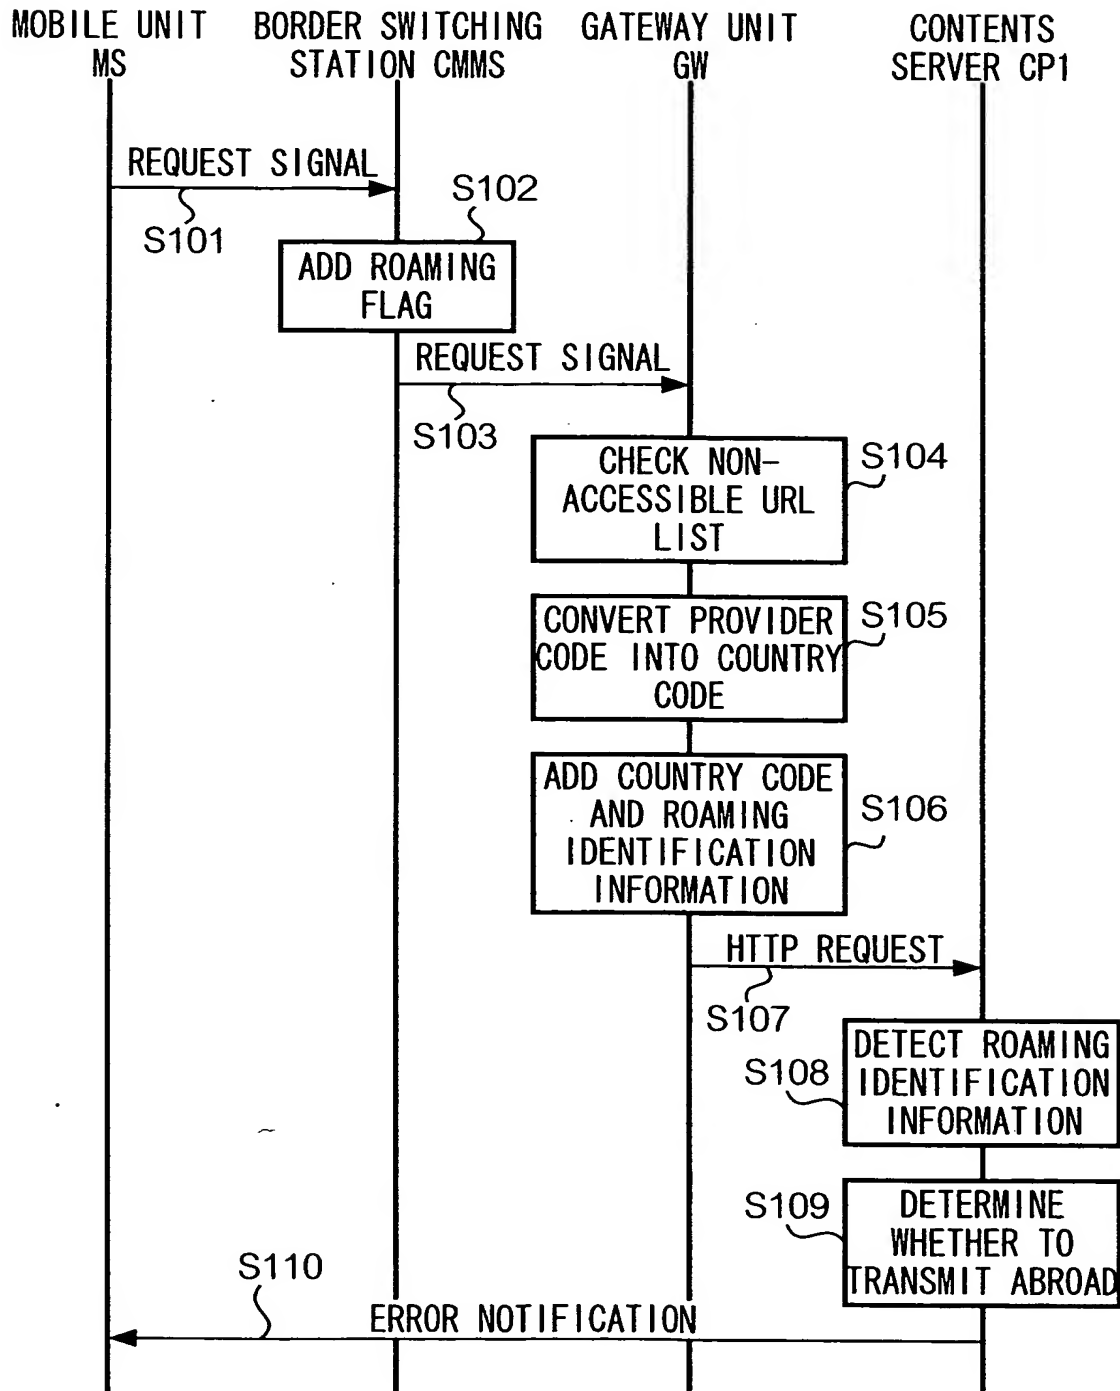 MOBILE UNIT
MS
BORDER SWITCHING
STATION CMMS
GATEWAY UNIT
GW
CONTENTS
SERVER CP1
REQUEST SIGNAL
S101
S102
ADD ROAMING
FLAG
REQUEST SIGNAL
S103
CHECK NON-
ACCESSIBLE URL
LIST
S104
CONVERT PROVIDER
CODE INTO COUNTRY
CODE
S105
ADD COUNTRY CODE
AND ROAMING
IDENTIFICATION
INFORMATION
S106
HTTP REQUEST
S107
DETECT ROAMING
IDENTIFICATION
INFORMATION
S108
DETERMINE
WHETHER TO
TRANSMIT ABROAD
S109
S110
ERROR NOTIFICATION